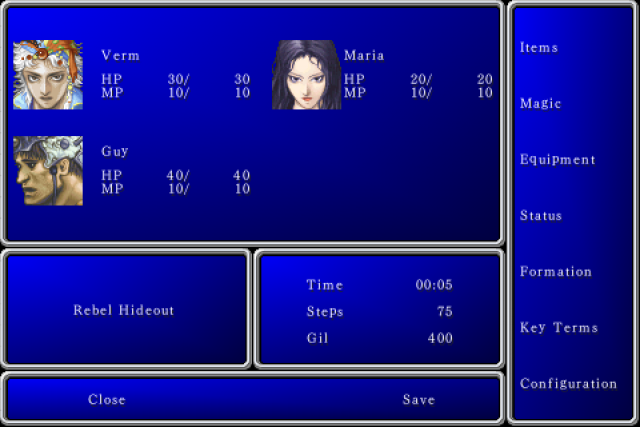 Verm
HP 30/ 30
MP 10/ 10
Maria
HP 20/ 20
MP 10/ 10
Guy
HP 40/ 40
MP 10/ 10
Rebel Hideout
Time 00:05
Steps 75
Gil 400
Close
Save
Items
Magic
Equipment
Status
Formation
Key Terms
Configuration